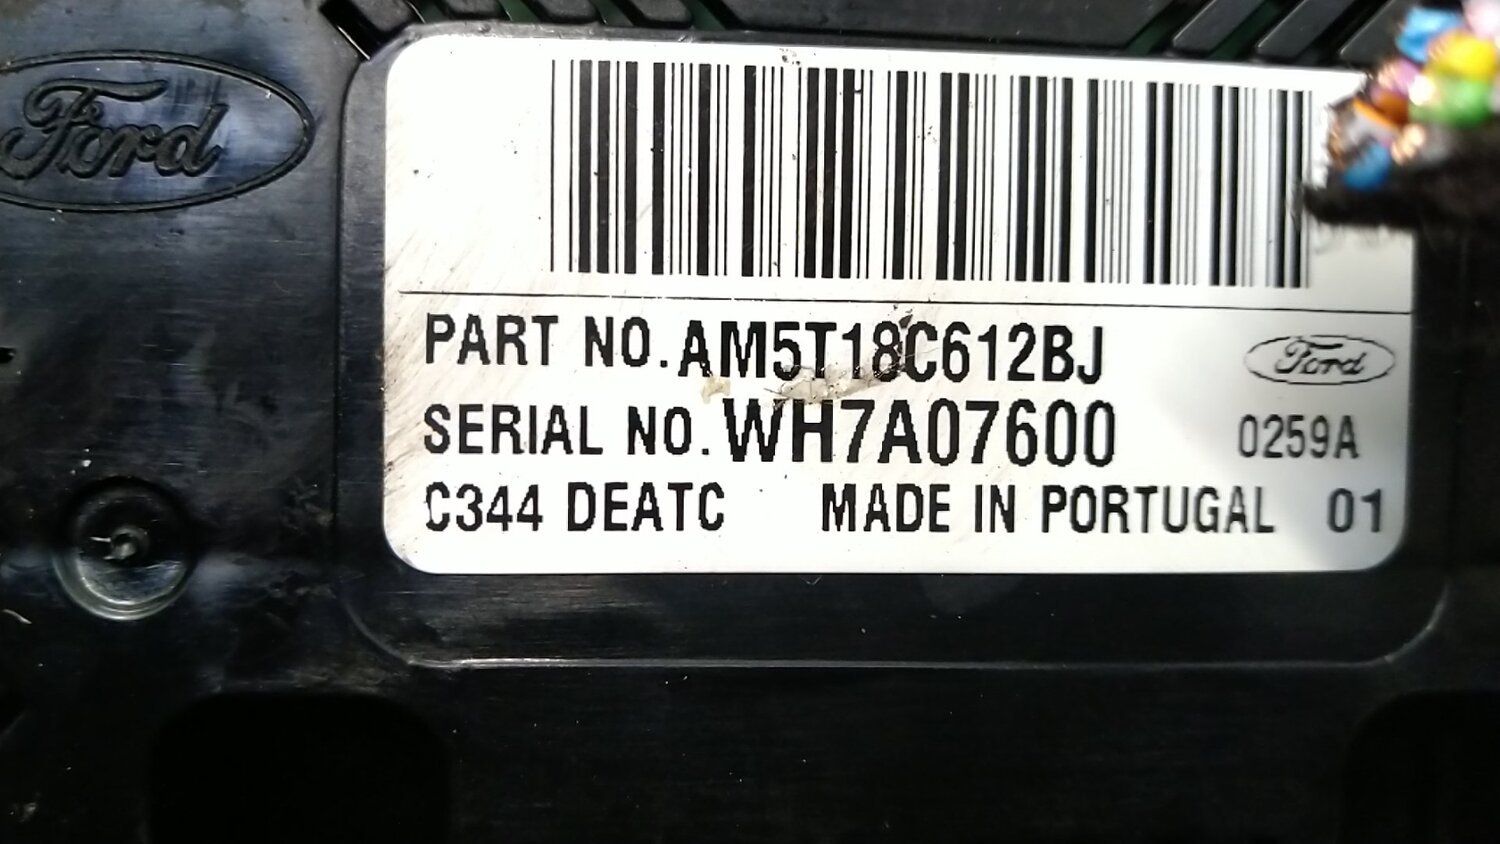 Ford
PART NO. AM5T18C612BJ
Ford
SERIAL NO. WH7A07600
0259A
C344 DEATC MADE IN PORTUGAL 01